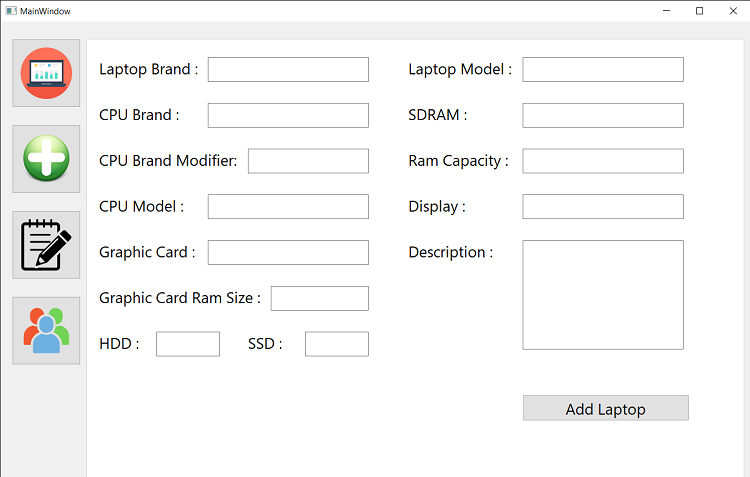 MainWindow
Laptop Brand :
Laptop Model :
CPU Brand :
SDRAM :
CPU Brand Modifier:
Ram Capacity :
CPU Model :
Display :
Graphic Card :
Description :
Graphic Card Ram Size :
HDD :
SSD :
Add Laptop